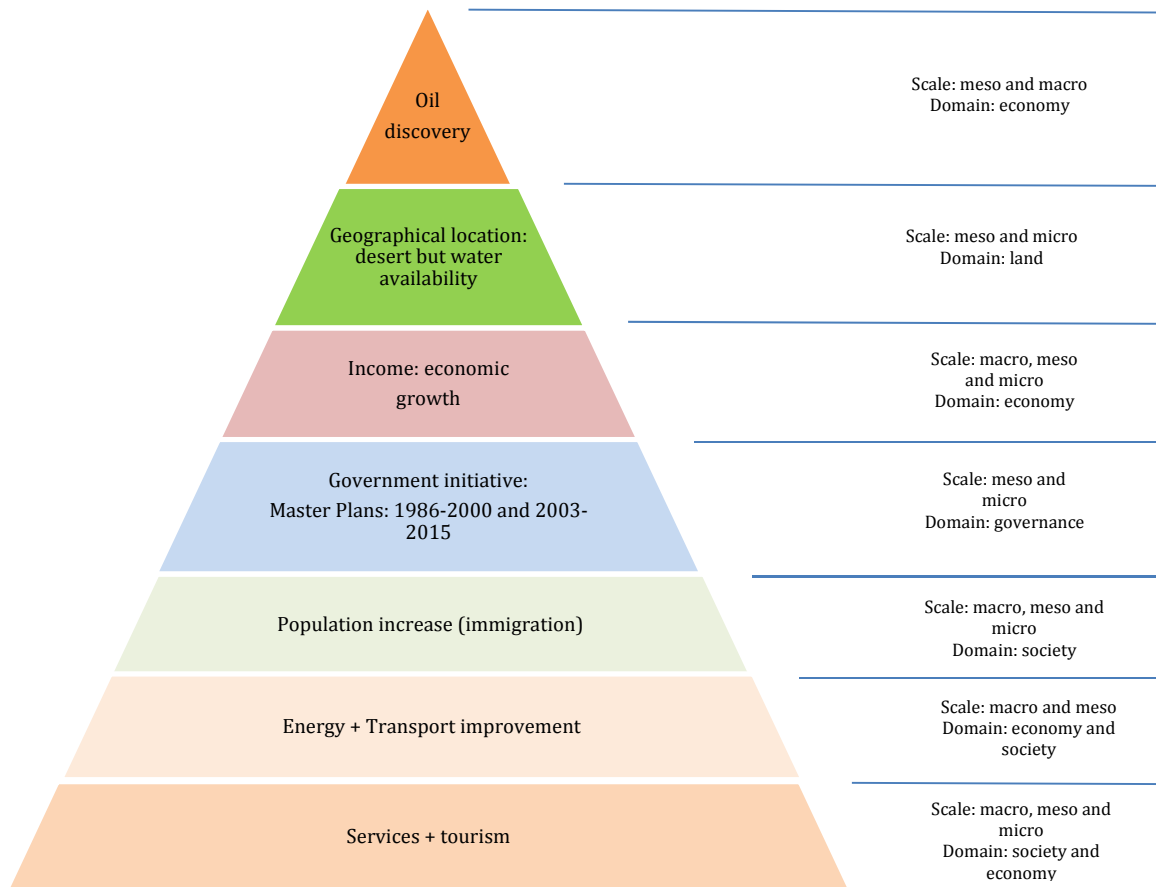 Oil
discovery
Scale: meso and macro
Domain: economy
Geographical location:
desert but water
availability
Scale: meso and micro
Domain: land
Income: economic
growth
Scale: macro, meso
and micro
Domain: economy
Government initiative:
Master Plans: 1986-2000 and 2003-
2015
Scale: meso and
micro
Domain: governance
Population increase (immigration)
Scale: macro, meso and
micro
Domain: society
Energy + Transport improvement
Scale: macro and meso
Domain: economy and
society
Services + tourism
Scale: macro, meso and
micro
Domain: society and
economy